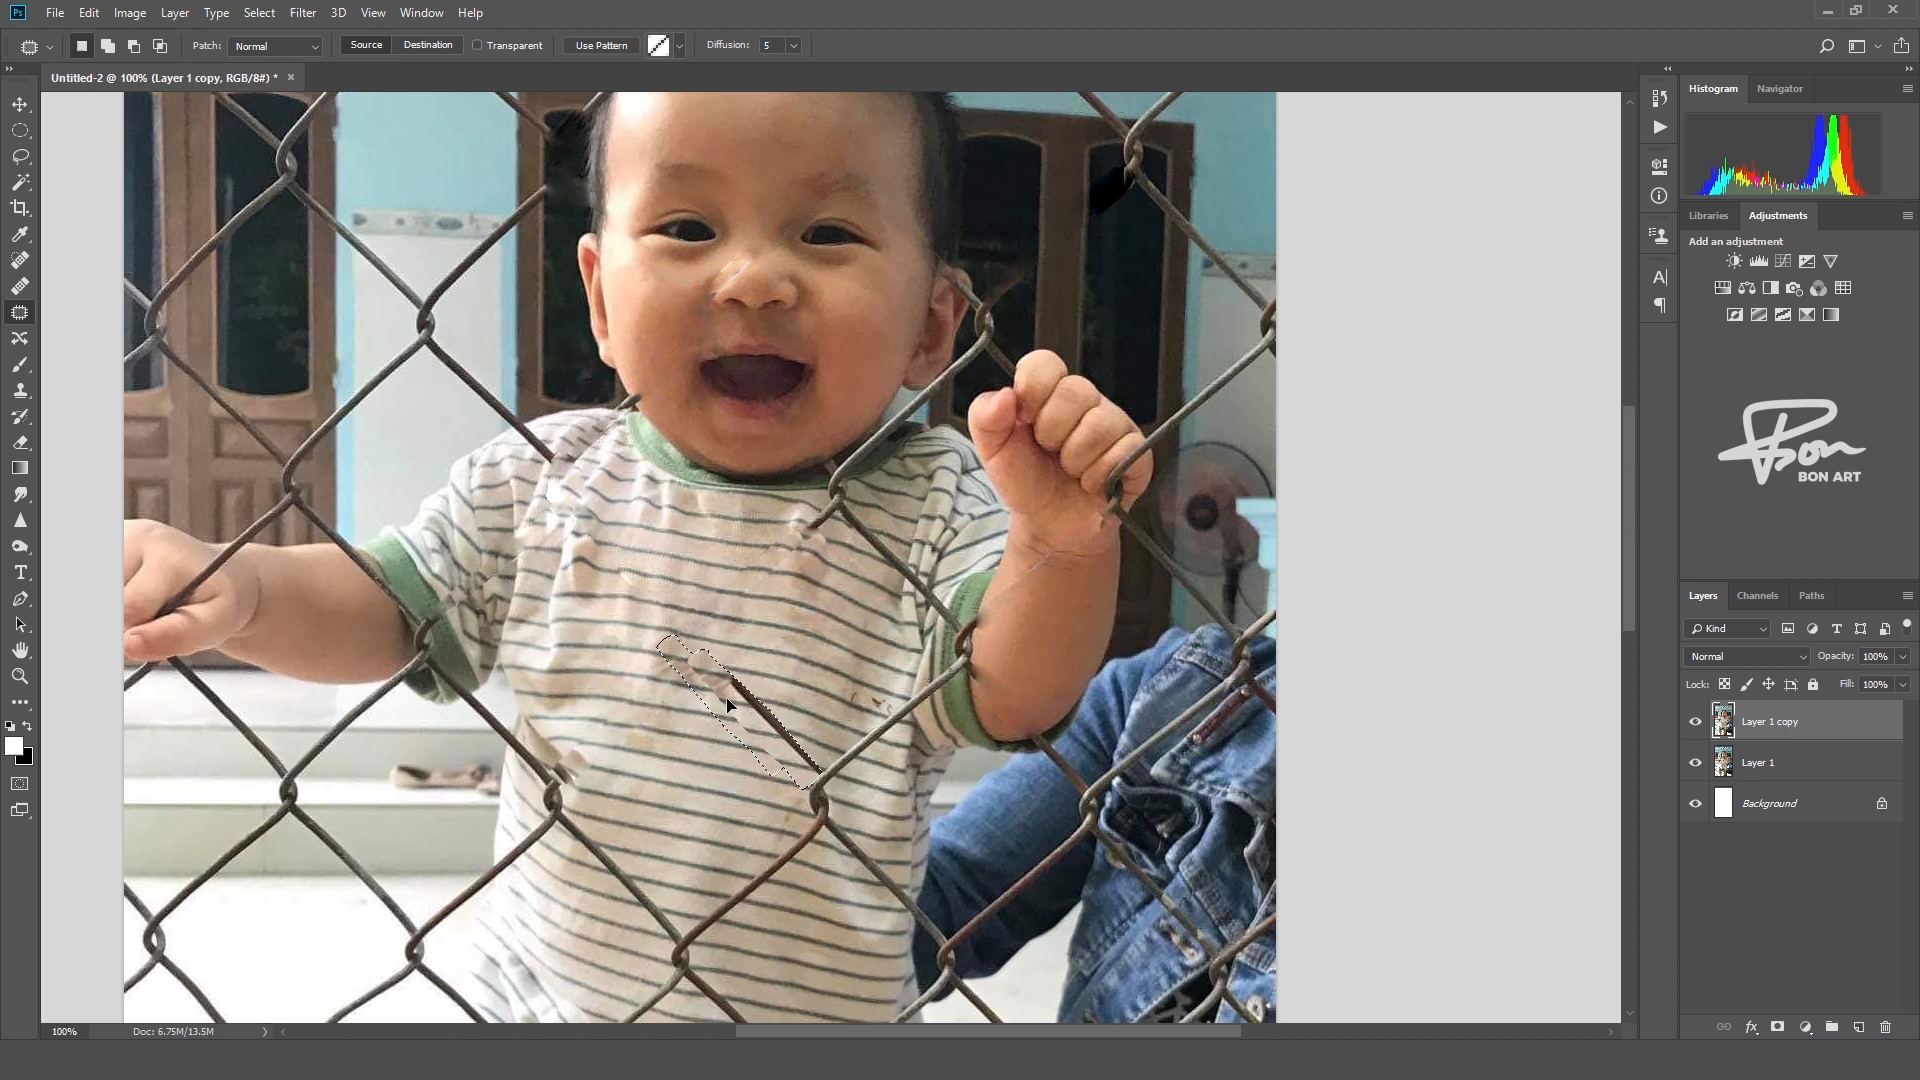 Ps File Edit Image Layer Type Select Filter 3D View Window Help
Patch: Normal Source Destination Transparent Use Pattern Diffusion: 5
Untitled-2 @ 100% (Layer 1 copy, RGB/8#) * ×
Histogram Navigator
Libraries Adjustments
Add an adjustment
Bon
BON ART
Layers Channels Paths
Kind
Normal Opacity: 100%
Lock: Fill: 100%
Layer 1 copy
Layer 1
Background
100% Doc: 6.75M/13.5M